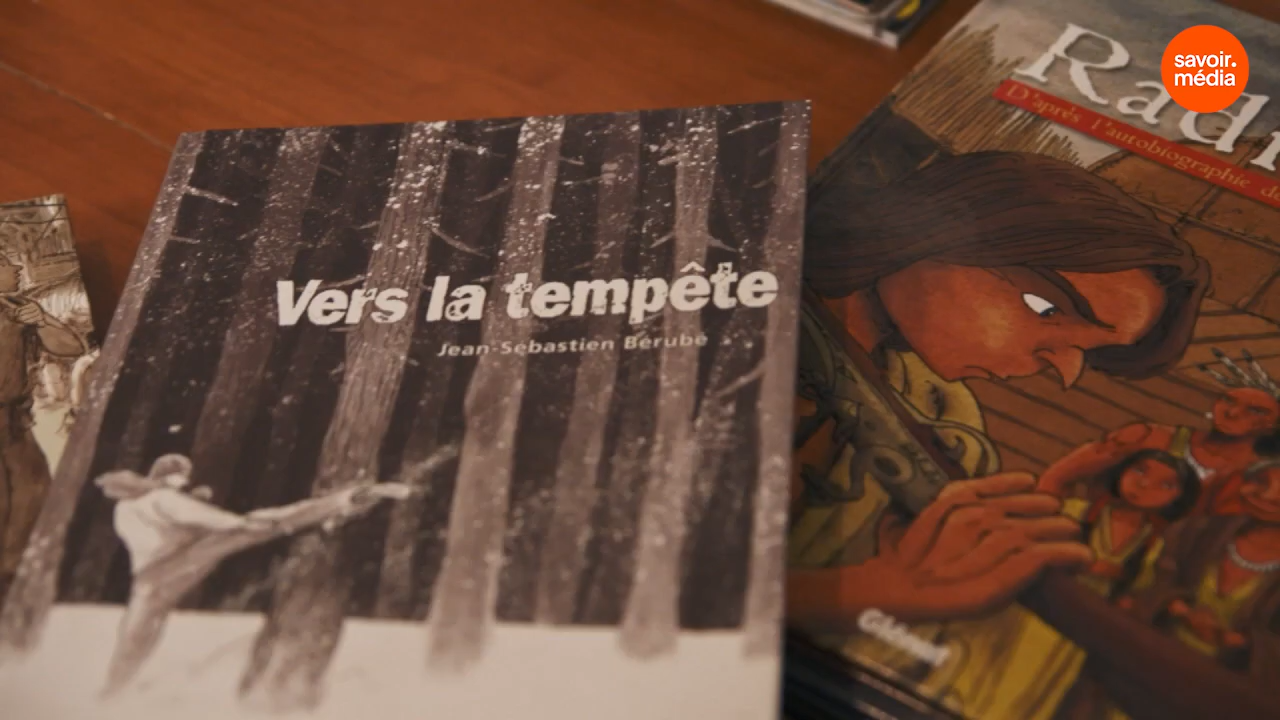 savoir.
média
Rad
D'après l'autobiographie d
Vers la tempête
Jean-Sébastien Bérubé
Glénat